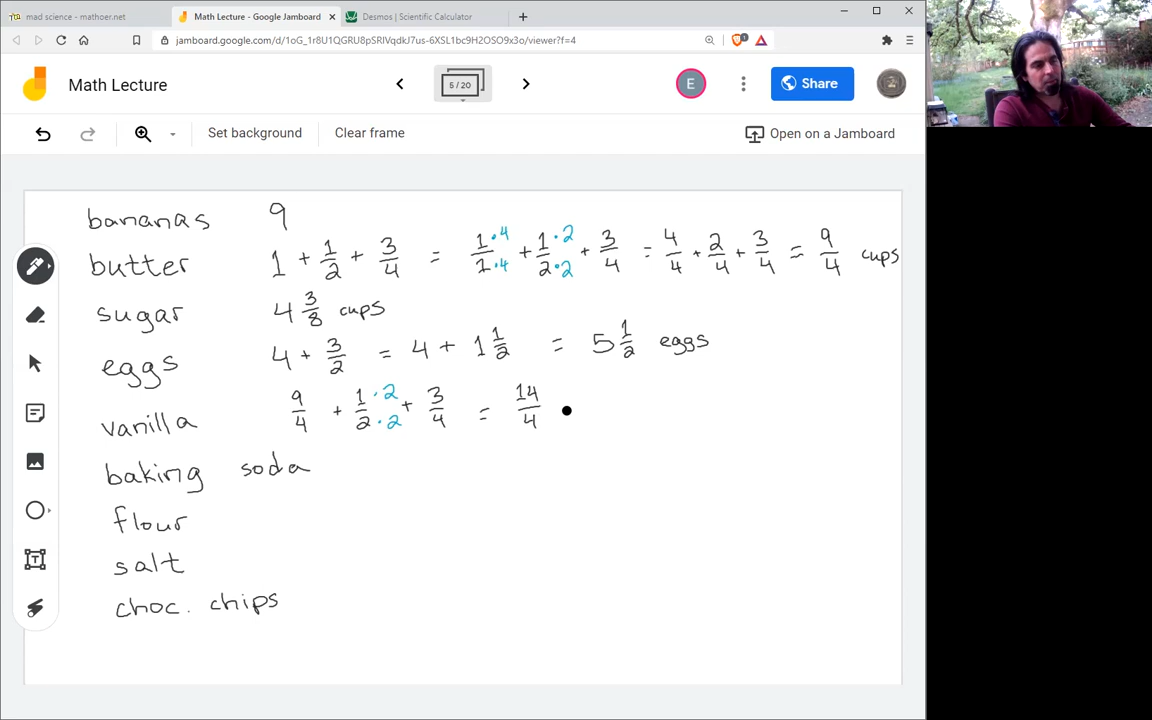 mad science - mathoer.net
Math Lecture - Google Jamboard
Desmos | Scientific Calculator
jamboard.google.com/d/1oG_1r8U1QGRU8pSRIVqdkJ7us-6XSL1bc9H2OSO9x3o/viewer?f=4
Math Lecture
5 / 20
E
Share
Set background
Clear frame
Open on a Jamboard
bananas 9
butter 1 + 1/2 + 3/4 = 1·4/1·4 + 1·2/2·2 + 3/4 = 4/4 + 2/4 + 3/4 = 9/4 cups
sugar 4 3/8 cups
eggs 4 + 3/2 = 4 + 1 1/2 = 5 1/2 eggs
vanilla 9/4 + 1·2/2·2 + 3/4 = 14/4
baking soda
flour
salt
choc. chips